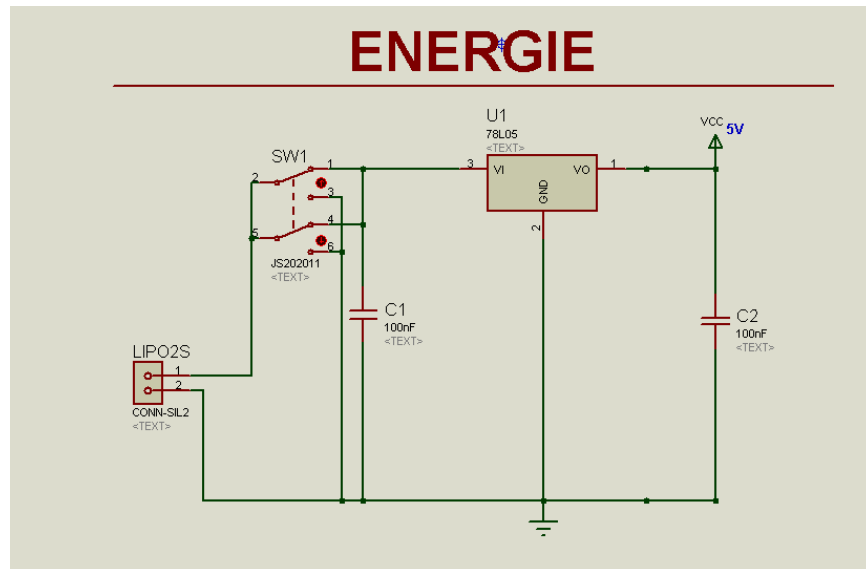 ENERGIE
U1
78L05
<TEXT>
VCC 5V
SW1
1
2
3
4
5
6
JS202011
<TEXT>
3
VI
VO
1
GND
2
C1
100nF
<TEXT>
C2
100nF
<TEXT>
LIPO2S
1
2
CONN-SIL2
<TEXT>